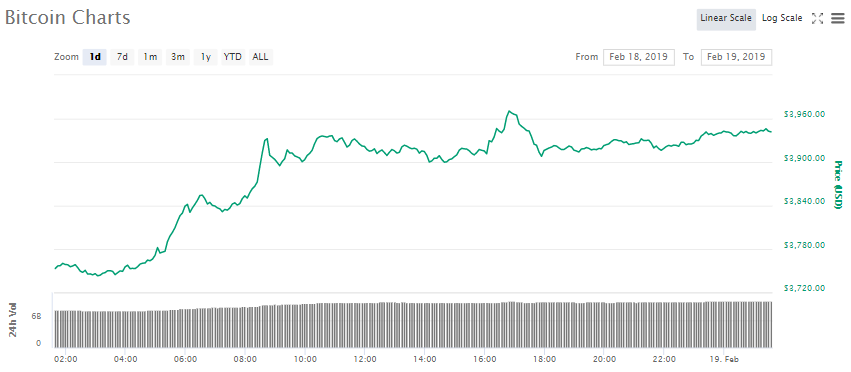 Bitcoin Charts
Linear Scale Log Scale
Zoom 1d 7d 1m 3m 1y YTD ALL From Feb 18, 2019 To Feb 19, 2019
$3,960.00
$3,900.00
$3,840.00
$3,780.00
$3,720.00
Price (USD)
24h Vol
6B
0
02:00 04:00 06:00 08:00 10:00 12:00 14:00 16:00 18:00 20:00 22:00 19. Feb